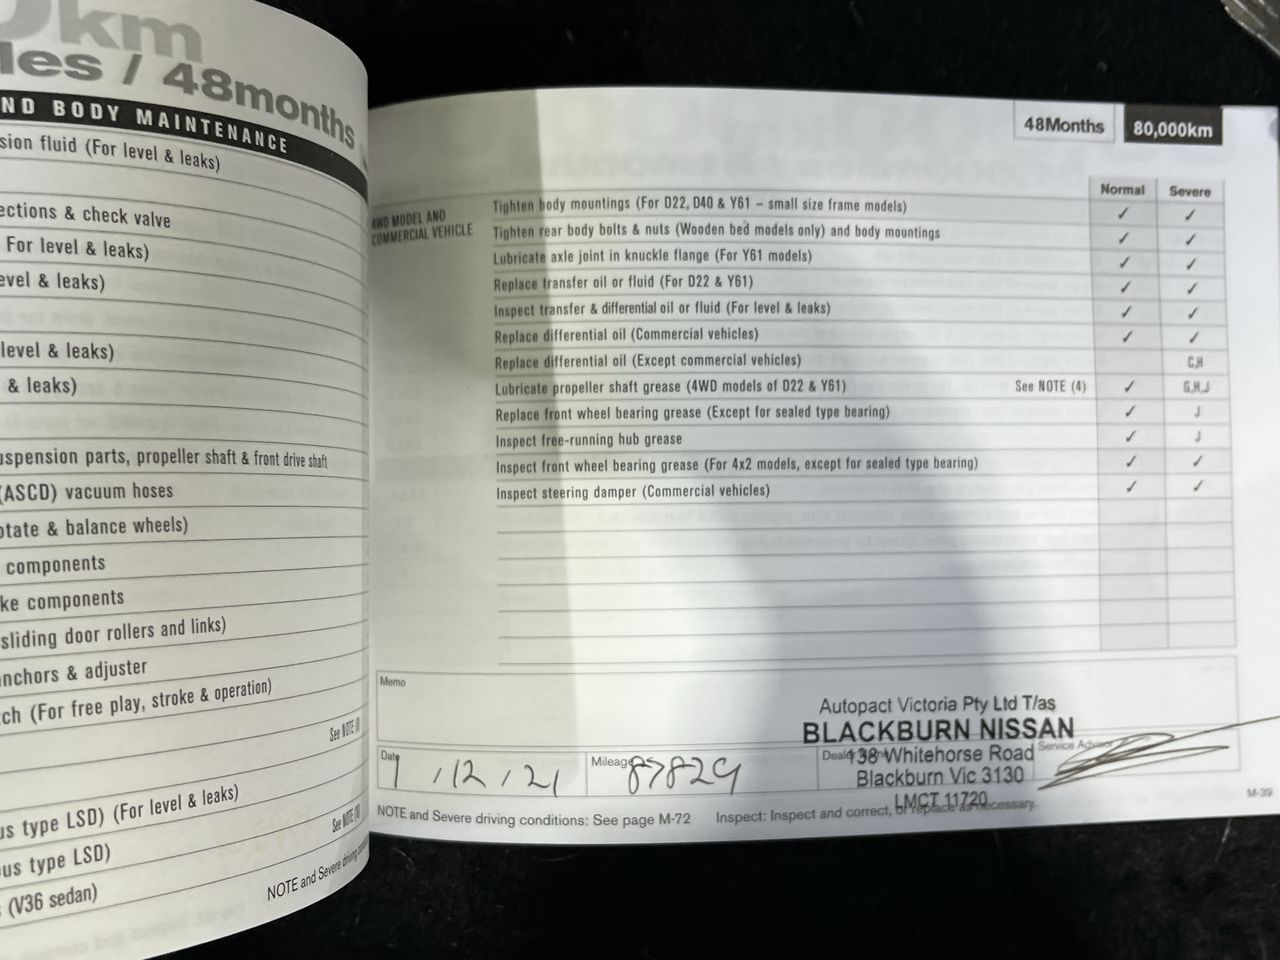 km
les / 48months
ND BODY MAINTENANCE
sion fluid (For level & leaks)
ections & check valve
For level & leaks)
evel & leaks)
level & leaks)
& leaks)
uspension parts, propeller shaft & front drive shaft
(ASCD) vacuum hoses
otate & balance wheels)
components
ke components
sliding door rollers and links)
nchors & adjuster
ch (For free play, stroke & operation)
See NOTE
us type LSD) (For level & leaks)
See NOTE
ous type LSD)
(V36 sedan)
NOTE and Severe driving
48Months 80,000km
Normal Severe
4WD MODEL AND
COMMERCIAL VEHICLE
Tighten body mountings (For D22, D40 & Y61 – small size frame models) ✓ ✓
Tighten rear body bolts & nuts (Wooden bed models only) and body mountings ✓ ✓
Lubricate axle joint in knuckle flange (For Y61 models) ✓ ✓
Replace transfer oil or fluid (For D22 & Y61) ✓ ✓
Inspect transfer & differential oil or fluid (For level & leaks) ✓ ✓
Replace differential oil (Commercial vehicles) ✓ ✓
Replace differential oil (Except commercial vehicles) C,H
Lubricate propeller shaft grease (4WD models of D22 & Y61) See NOTE (4) ✓ G,H,J
Replace front wheel bearing grease (Except for sealed type bearing) ✓ J
Inspect free-running hub grease ✓ J
Inspect front wheel bearing grease (For 4x2 models, except for sealed type bearing) ✓ ✓
Inspect steering damper (Commercial vehicles) ✓ ✓
Memo
Autopact Victoria Pty Ltd T/as
BLACKBURN NISSAN
138 Whitehorse Road
Blackburn Vic 3130
LMCT 11720
Date 1 / 12 / 21
Mileage 87829
Service Advisor
NOTE and Severe driving conditions: See page M-72 Inspect: Inspect and correct, or replace as necessary.
M-39